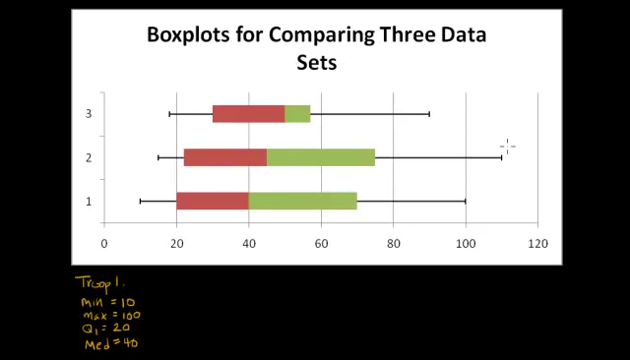 Boxplots for Comparing Three Data
Sets
3
2
1
0 20 40 60 80 100 120
Troop 1.
Min = 10
Max = 100
Q1 = 20
Med = 40